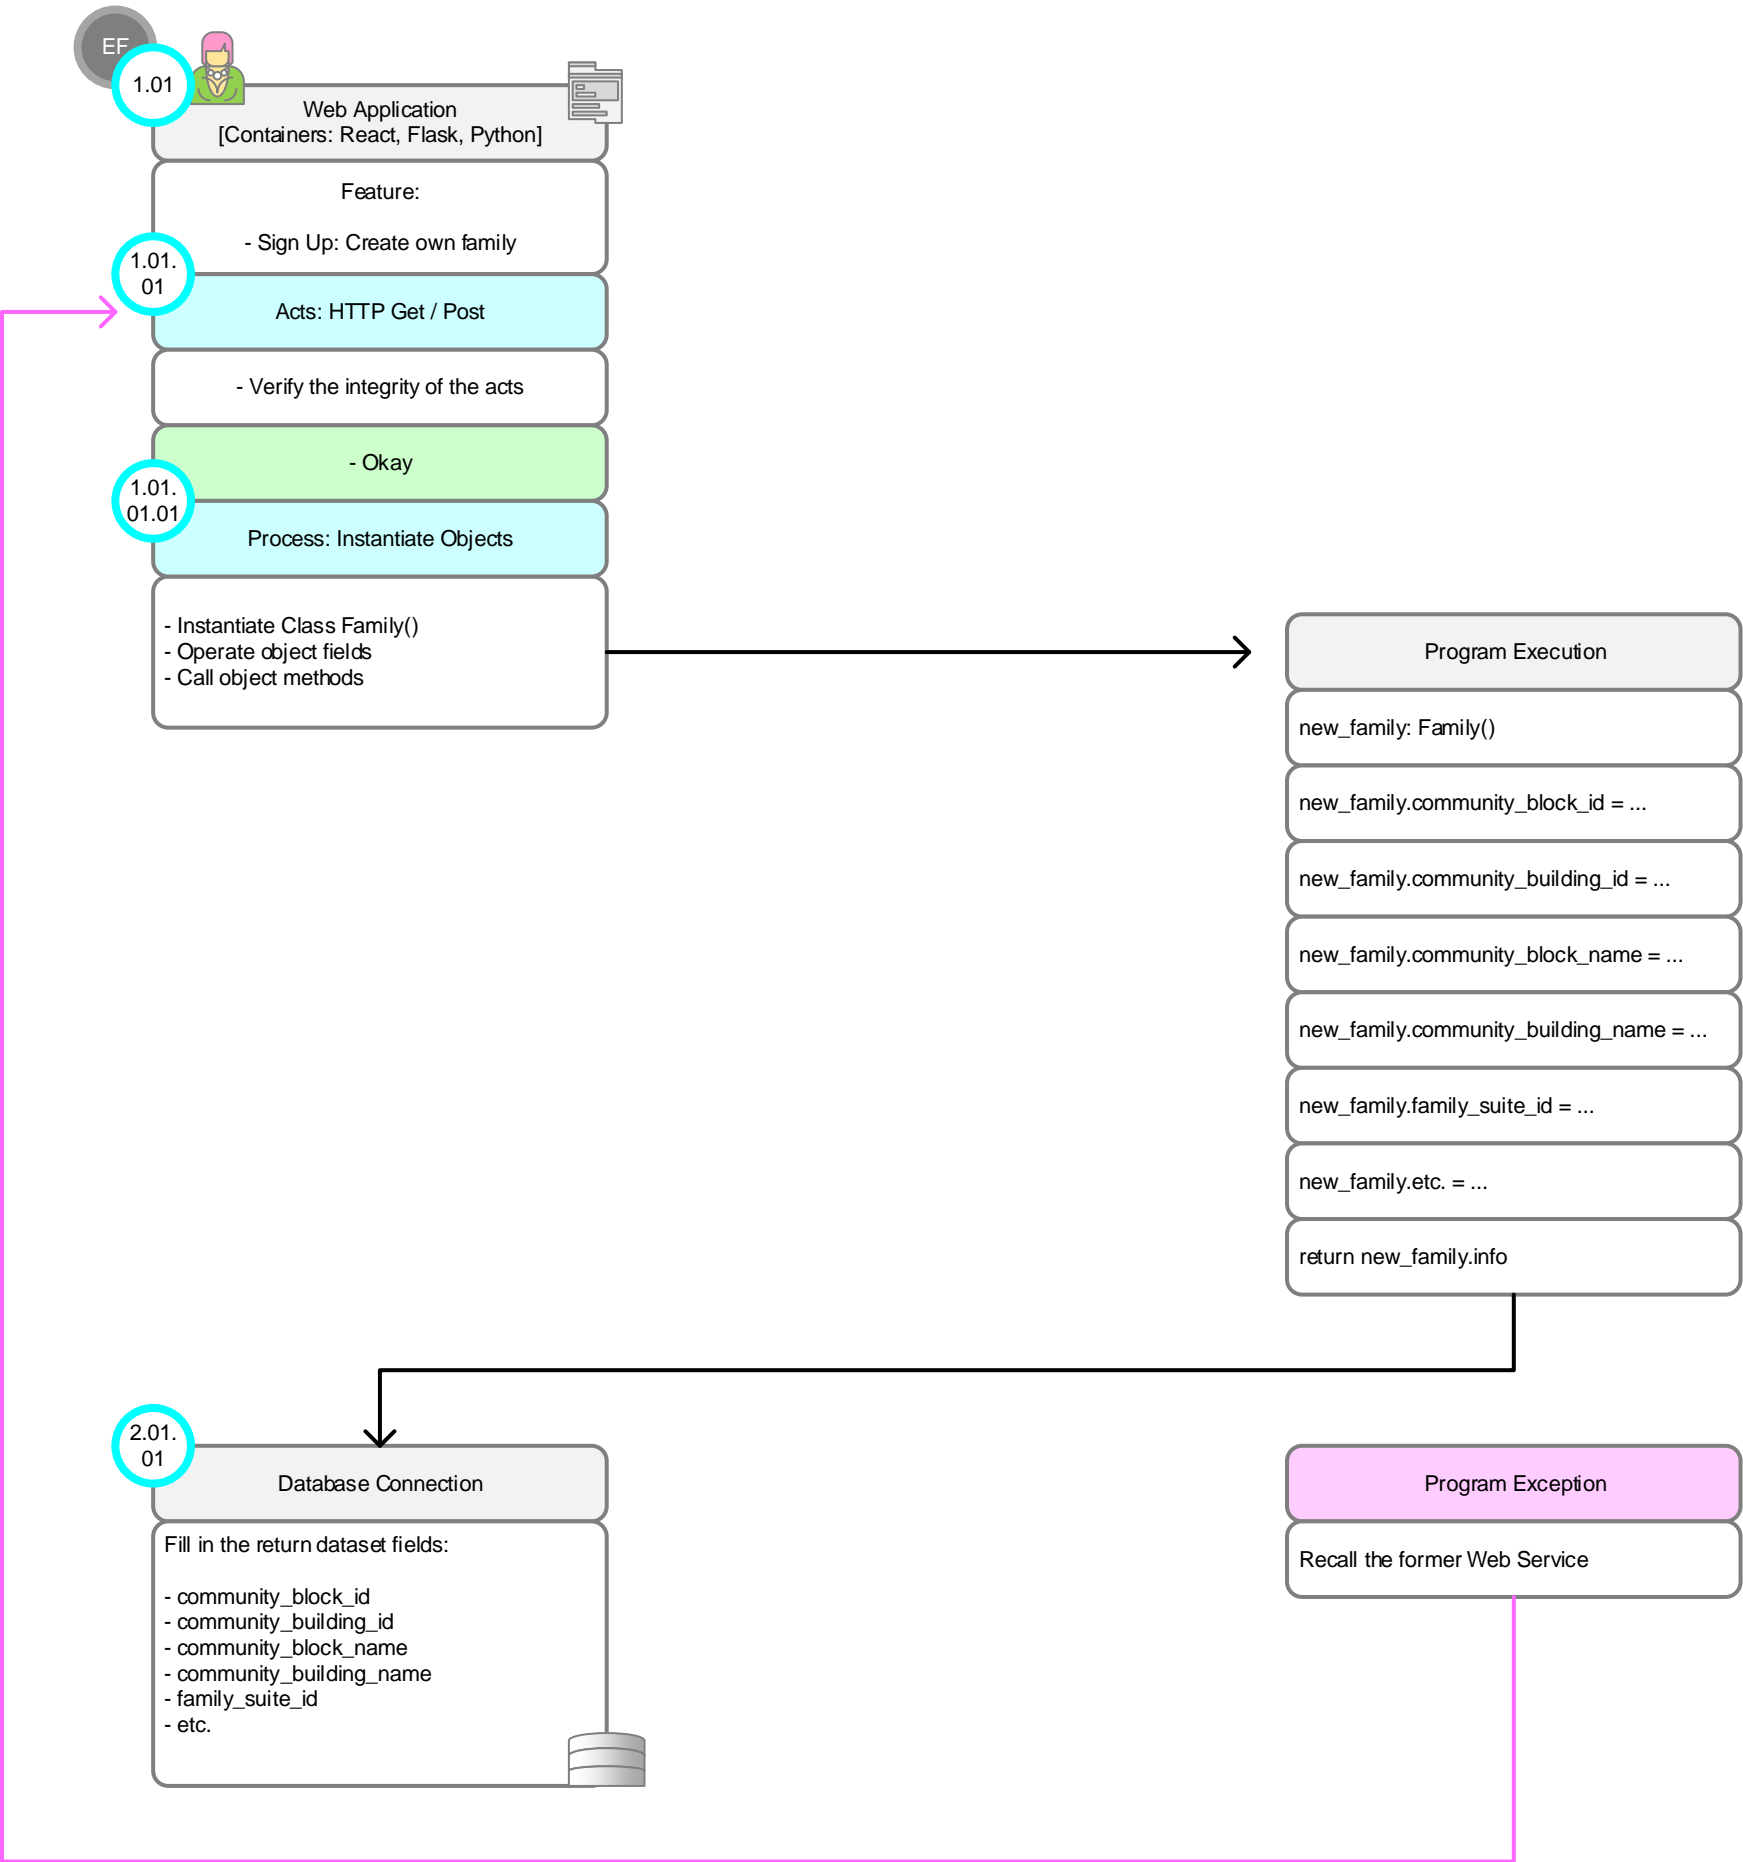 EF
1.01
Web Application
[Containers: React, Flask, Python]
Feature:
- Sign Up: Create own family
1.01.
01
Acts: HTTP Get / Post
- Verify the integrity of the acts
- Okay
1.01.
01.01
Process: Instantiate Objects
- Instantiate Class Family()
- Operate object fields
- Call object methods
Program Execution
new_family: Family()
new_family.community_block_id = ...
new_family.community_building_id = ...
new_family.community_block_name = ...
new_family.community_building_name = ...
new_family.family_suite_id = ...
new_family.etc. = ...
return new_family.info
2.01.
01
Database Connection
Fill in the return dataset fields:
- community_block_id
- community_building_id
- community_block_name
- community_building_name
- family_suite_id
- etc.
Program Exception
Recall the former Web Service